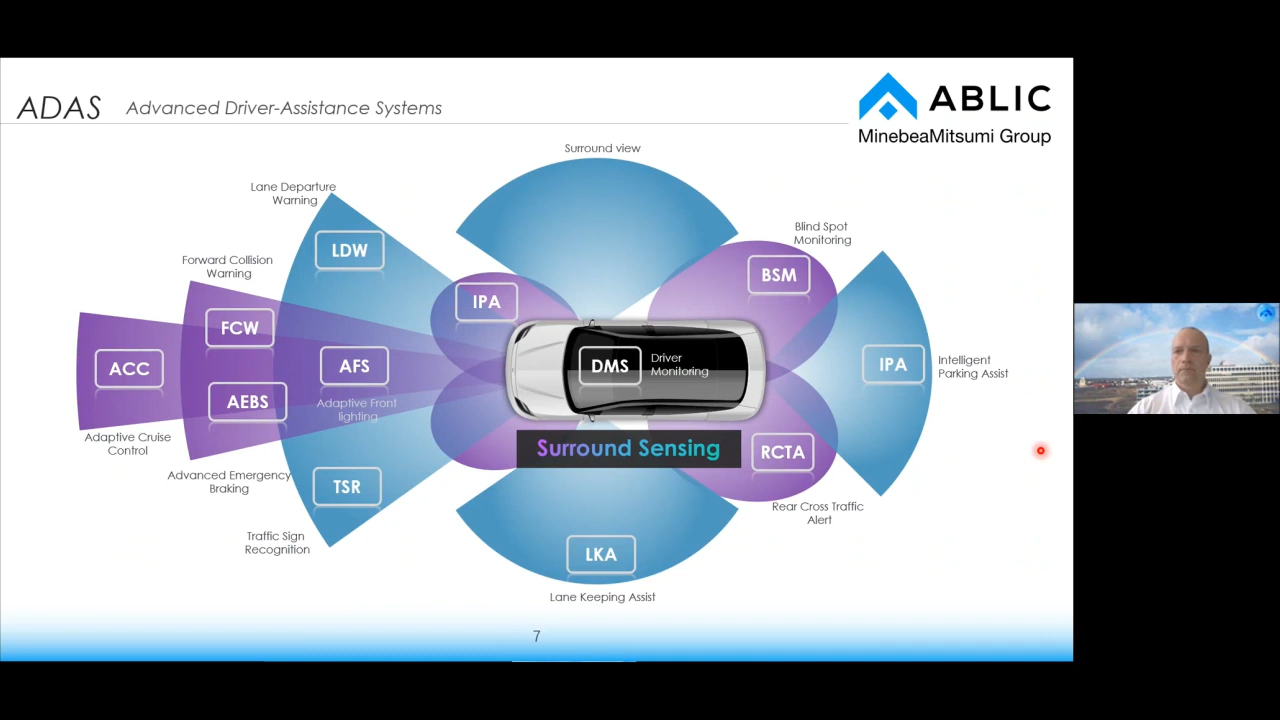 ADAS Advanced Driver-Assistance Systems
ABLIC
MinebeaMitsumi Group
Surround view
Lane Departure
Warning
LDW
Blind Spot
Monitoring
BSM
Forward Collision
Warning
FCW
IPA
ACC
AFS
DMS
Driver
Monitoring
IPA
Intelligent
Parking Assist
AEBS
Adaptive Front
lighting
Adaptive Cruise
Control
Surround Sensing
RCTA
Advanced Emergency
Braking
TSR
Rear Cross Traffic
Alert
Traffic Sign
Recognition
LKA
Lane Keeping Assist
7